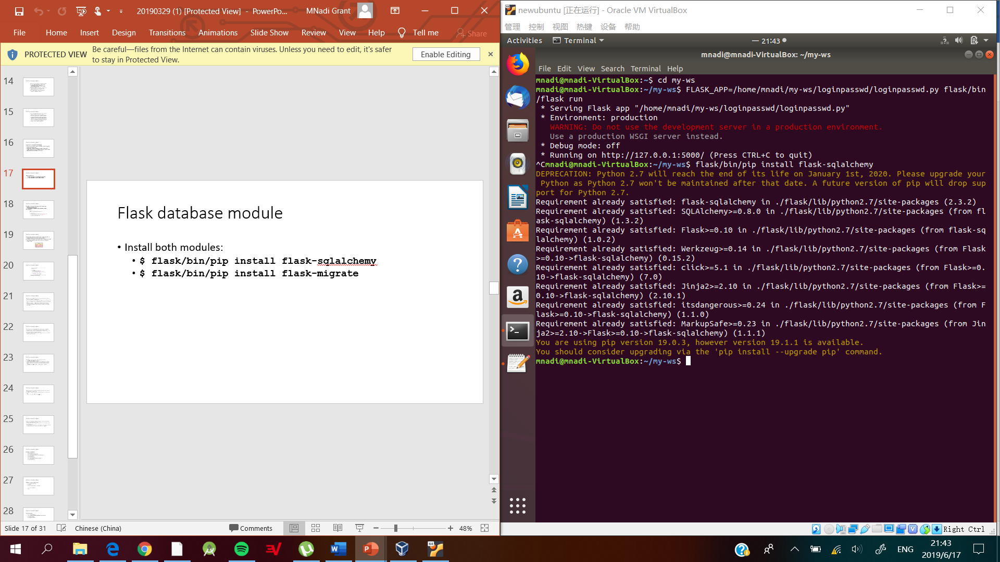 20190329 (1) [Protected View] - PowerPo...
MNadi Grant
File Home Insert Design Transitions Animations Slide Show Review View Help Tell me Share
PROTECTED VIEW
Be careful—files from the Internet can contain viruses. Unless you need to edit, it's safer
to stay in Protected View.
Enable Editing
14
15
16
17
18
19
20
21
22
23
24
25
26
27
28
Flask database module
• Install both modules:
• $ flask/bin/pip install flask-sqlalchemy
• $ flask/bin/pip install flask-migrate
Slide 17 of 31
Chinese (China)
Comments
48%
newubuntu [正在运行] - Oracle VM VirtualBox
管理 控制 视图 热键 设备 帮助
Activities Terminal 21:43
mnadi@mnadi-VirtualBox: ~/my-ws
File Edit View Search Terminal Help
mnadi@mnadi-VirtualBox:~$ cd my-ws
mnadi@mnadi-VirtualBox:~/my-ws$ FLASK_APP=/home/mnadi/my-ws/loginpasswd/loginpasswd.py flask/bin
/flask run
* Serving Flask app "/home/mnadi/my-ws/loginpasswd/loginpasswd.py"
* Environment: production
WARNING: Do not use the development server in a production environment.
Use a production WSGI server instead.
* Debug mode: off
* Running on http://127.0.0.1:5000/ (Press CTRL+C to quit)
^Cmnadi@mnadi-VirtualBox:~/my-ws$ flask/bin/pip install flask-sqlalchemy
DEPRECATION: Python 2.7 will reach the end of its life on January 1st, 2020. Please upgrade your
Python as Python 2.7 won't be maintained after that date. A future version of pip will drop sup
port for Python 2.7.
Requirement already satisfied: flask-sqlalchemy in ./flask/lib/python2.7/site-packages (2.3.2)
Requirement already satisfied: SQLAlchemy>=0.8.0 in ./flask/lib/python2.7/site-packages (from fl
ask-sqlalchemy) (1.3.2)
Requirement already satisfied: Flask>=0.10 in ./flask/lib/python2.7/site-packages (from flask-sq
lalchemy) (1.0.2)
Requirement already satisfied: Werkzeug>=0.14 in ./flask/lib/python2.7/site-packages (from Flask
>=0.10->flask-sqlalchemy) (0.15.2)
Requirement already satisfied: click>=5.1 in ./flask/lib/python2.7/site-packages (from Flask>=0.
10->flask-sqlalchemy) (7.0)
Requirement already satisfied: Jinja2>=2.10 in ./flask/lib/python2.7/site-packages (from Flask>=
0.10->flask-sqlalchemy) (2.10.1)
Requirement already satisfied: itsdangerous>=0.24 in ./flask/lib/python2.7/site-packages (from F
lask>=0.10->flask-sqlalchemy) (1.1.0)
Requirement already satisfied: MarkupSafe>=0.23 in ./flask/lib/python2.7/site-packages (from Jin
ja2>=2.10->Flask>=0.10->flask-sqlalchemy) (1.1.1)
You are using pip version 19.0.3, however version 19.1.1 is available.
You should consider upgrading via the 'pip install --upgrade pip' command.
mnadi@mnadi-VirtualBox:~/my-ws$
Right Ctrl
ENG
21:43
2019/6/17